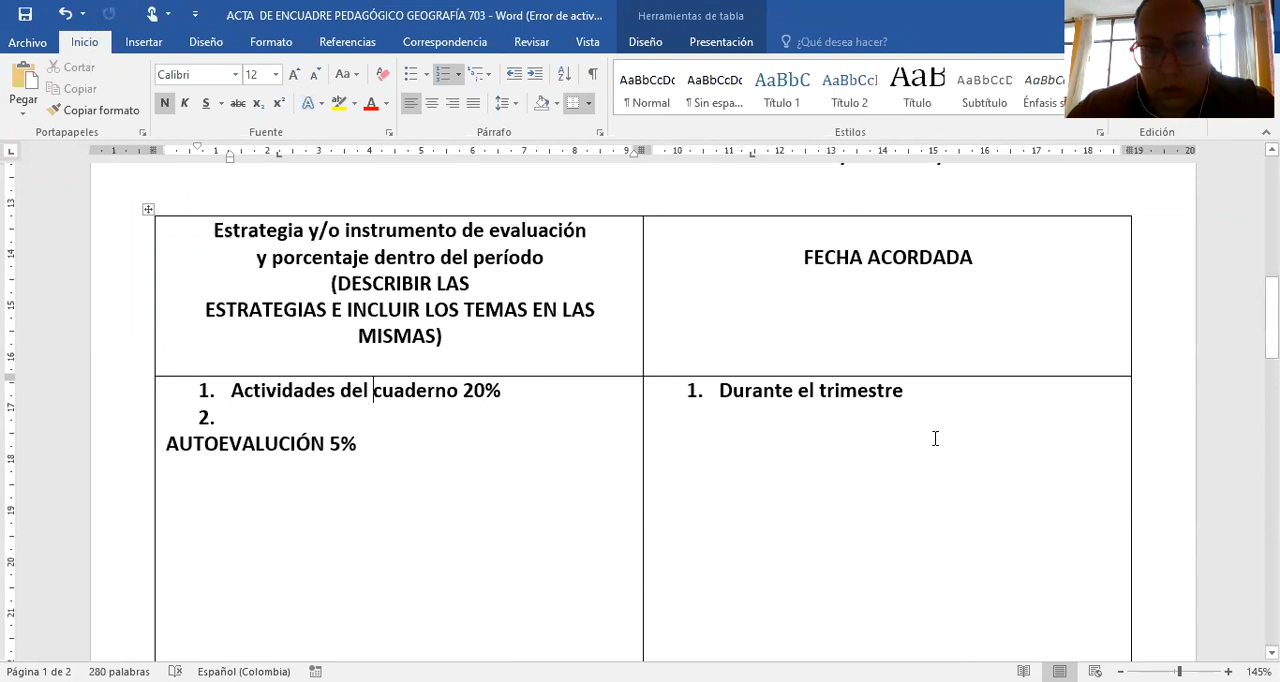 ACTA DE ENCUADRE PEDAGÓGICO GEOGRAFÍA 703 - Word (Error de activ...
Herramientas de tabla
Archivo Inicio Insertar Diseño Formato Referencias Correspondencia Revisar Vista Diseño Presentación ¿Qué desea hacer?
Pegar
Cortar
Copiar
Copiar formato
Portapapeles
Calibri 12
Fuente
Párrafo
AaBbCcDc AaBbCcDc AaBbC AaBbCcI AaB AaBbCcD AaBbCc
¶ Normal ¶ Sin espa... Título 1 Título 2 Título Subtítulo Énfasis s
Estilos
Edición
Estrategia y/o instrumento de evaluación
y porcentaje dentro del período
(DESCRIBIR LAS
ESTRATEGIAS E INCLUIR LOS TEMAS EN LAS
MISMAS)
FECHA ACORDADA
1. Actividades del cuaderno 20%
2.
AUTOEVALUCIÓN 5%
1. Durante el trimestre
Página 1 de 2 280 palabras Español (Colombia) 145%